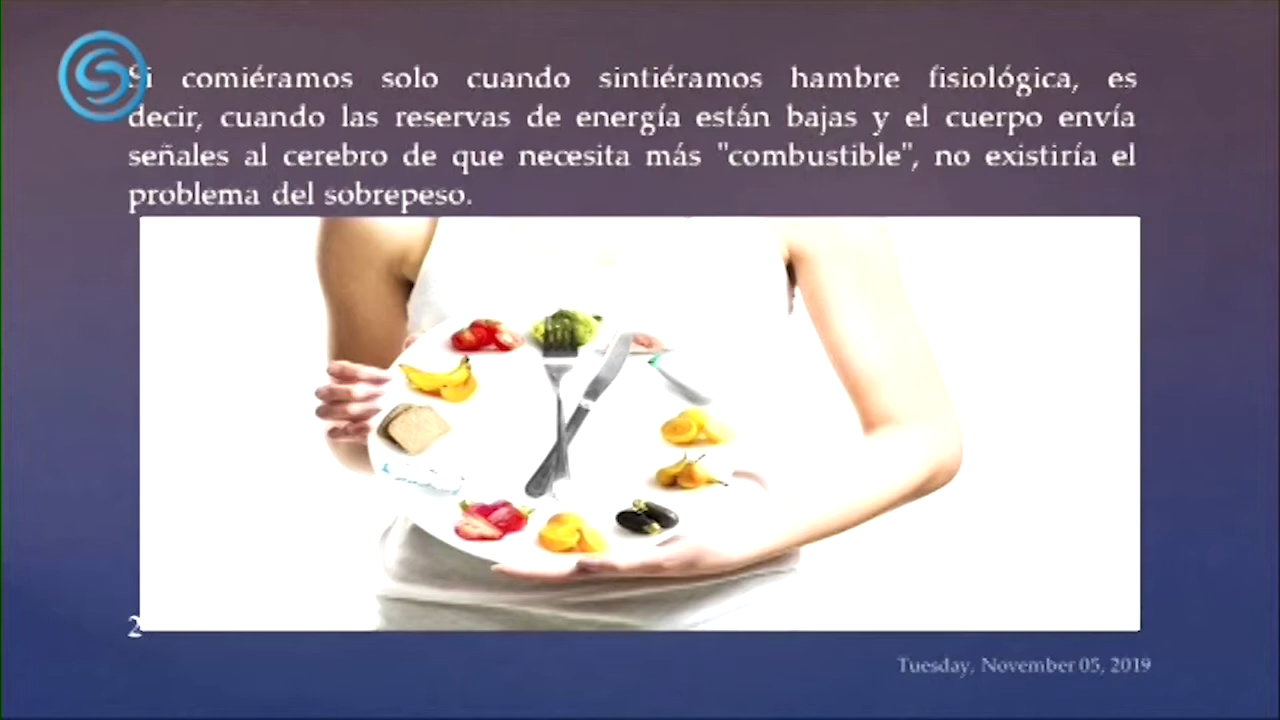 Si comiéramos solo cuando sintiéramos hambre fisiológica, es
decir, cuando las reservas de energía están bajas y el cuerpo envía
señales al cerebro de que necesita más "combustible", no existiría el
problema del sobrepeso.
2
Tuesday, November 05, 2019